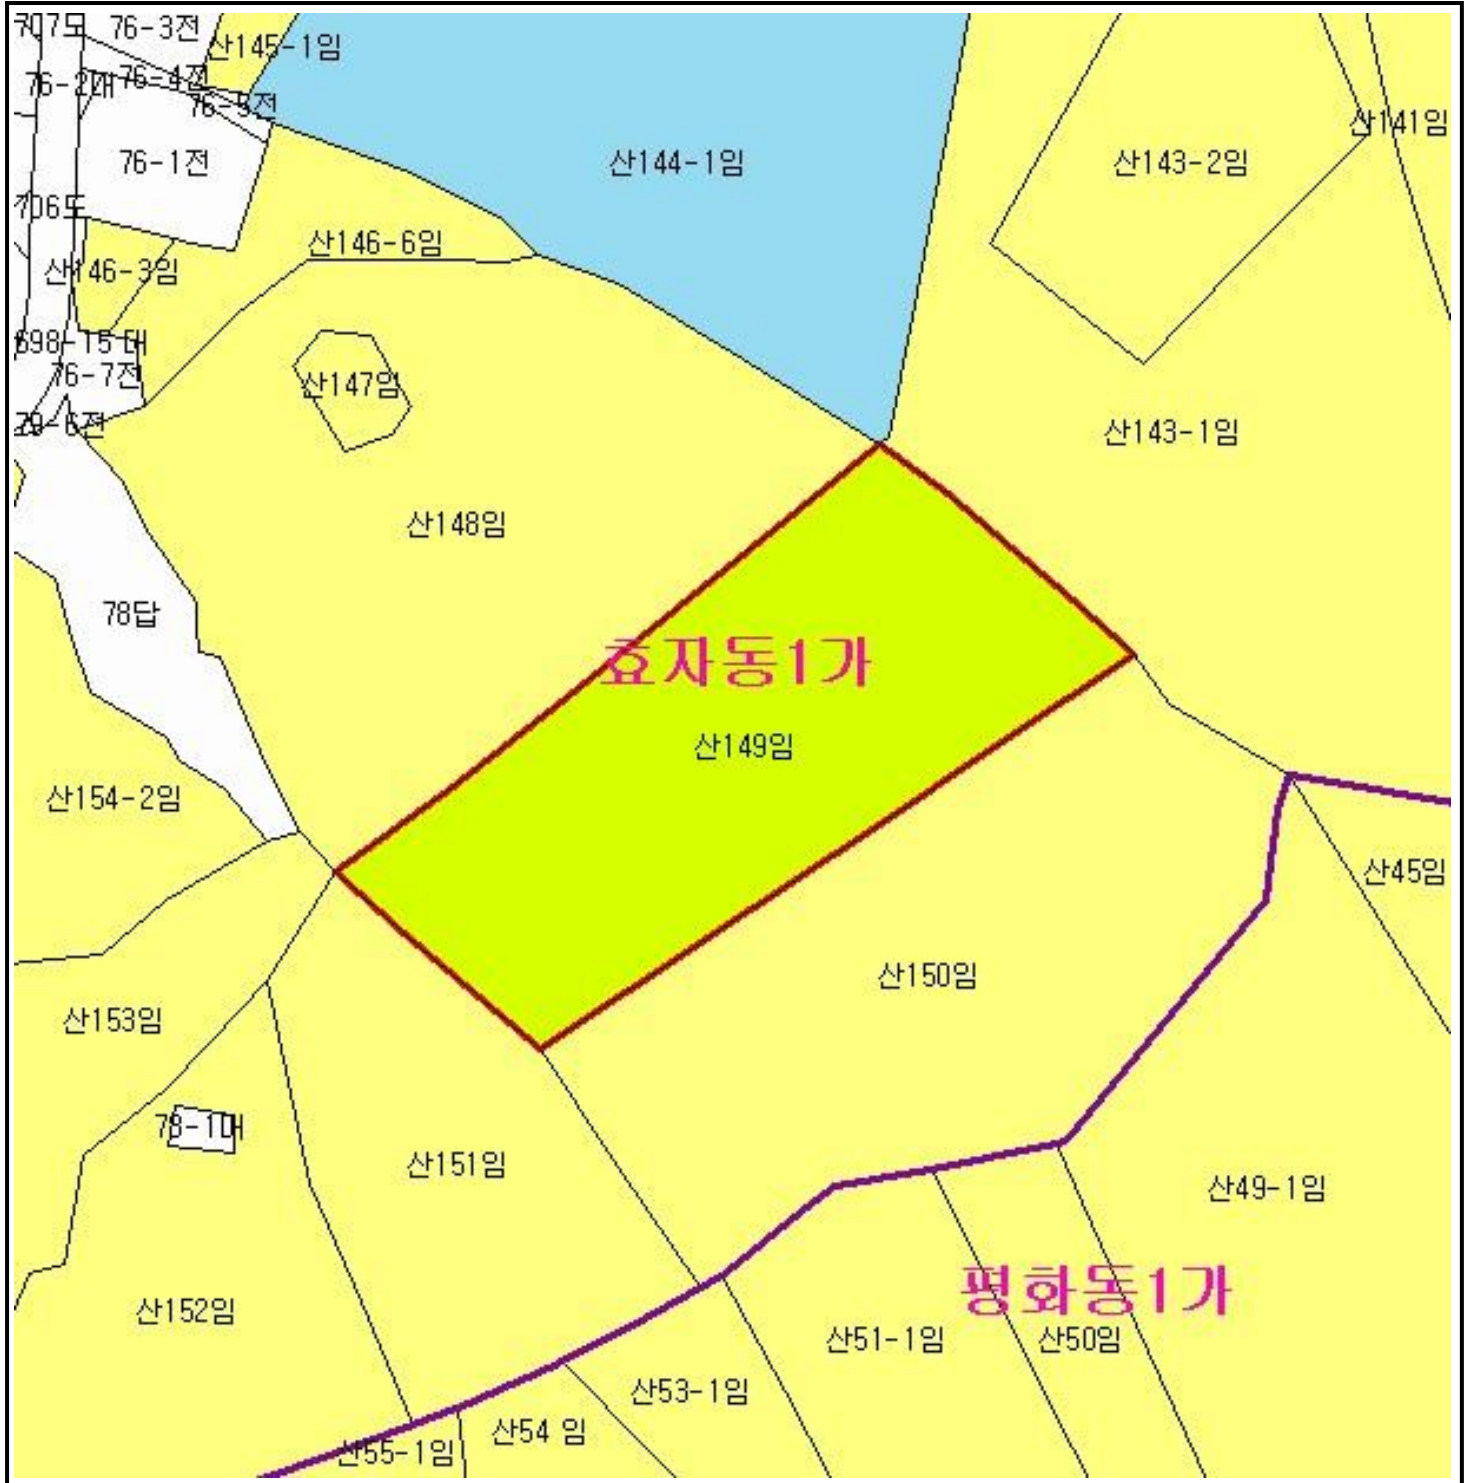 707도
76-3전
산145-1임
76-2대
76-4전
76-5전
76-1전
산144-1임
산143-2임
산141임
706도
산146-6임
산146-3임
698-15대
76-7전
산147임
79-6전
산143-1임
산148임
78답
효자동1가
산149임
산154-2임
산45임
산150임
산153임
78-1대
산151임
산49-1임
평화동1가
산152임
산51-1임
산50임
산53-1임
산54 임
산55-1임